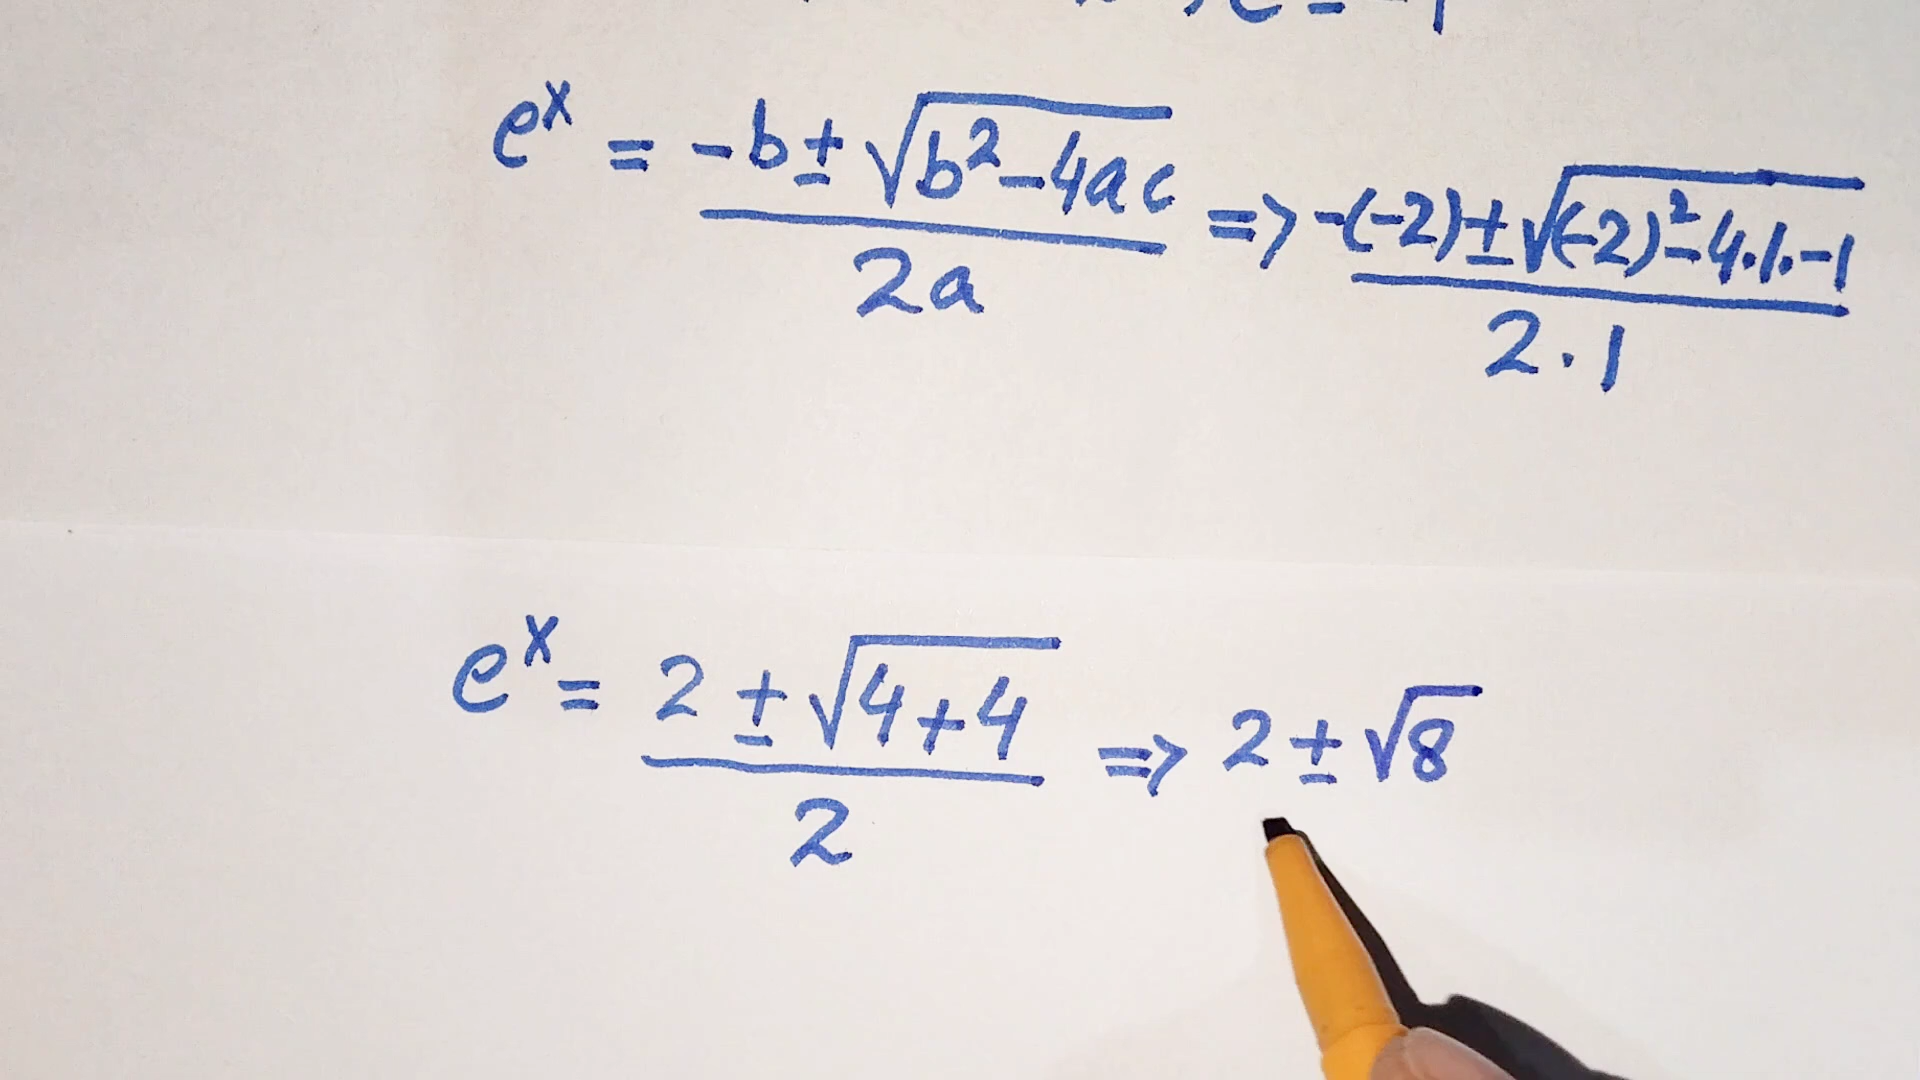 e^x = (-b ± √(b² - 4ac)) / 2a => (-(-2) ± √((-2)² - 4·1·-1)) / 2·1
e^x = (2 ± √(4+4)) / 2 => 2 ± √8